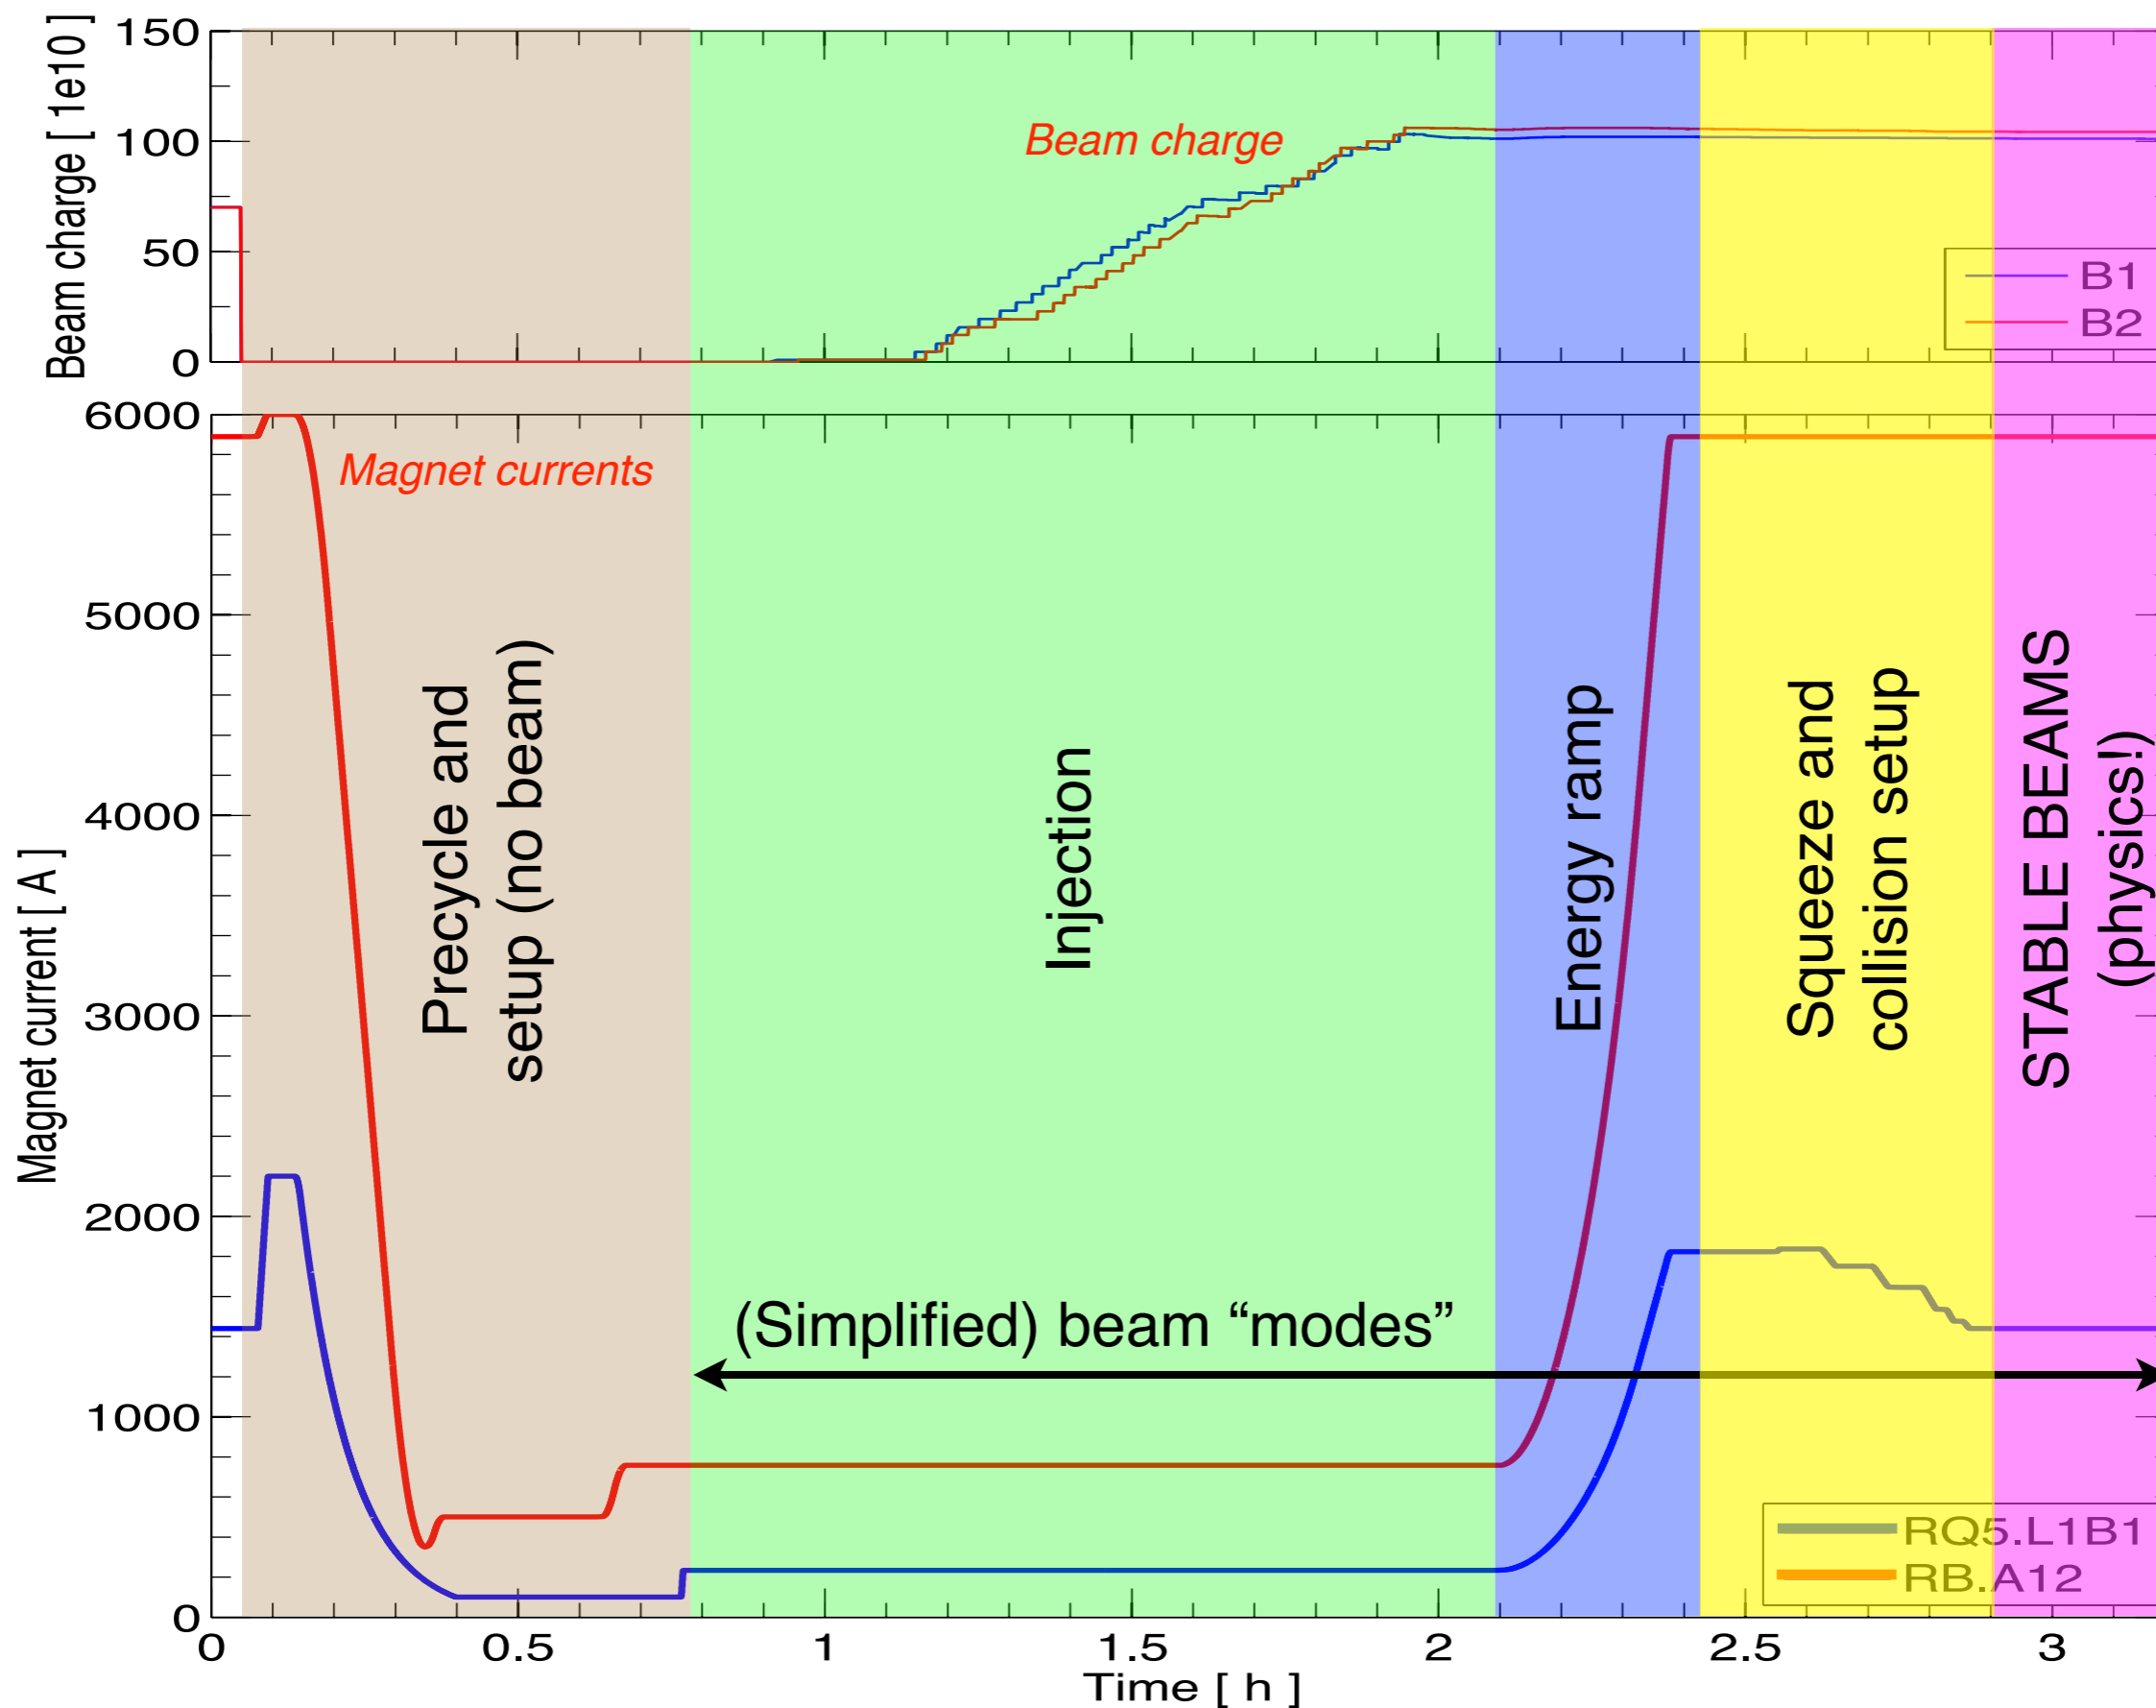 Beam charge [ 1e10 ]
150
100
50
0
Beam charge
B1
B2
Magnet current [ A ]
6000
5000
4000
3000
2000
1000
0
Magnet currents
Precycle and
setup (no beam)
Injection
Energy ramp
Squeeze and
collision setup
STABLE BEAMS
(physics!)
(Simplified) beam “modes”
RQ5.L1B1
RB.A12
0
0.5
1
1.5
2
2.5
3
Time [ h ]